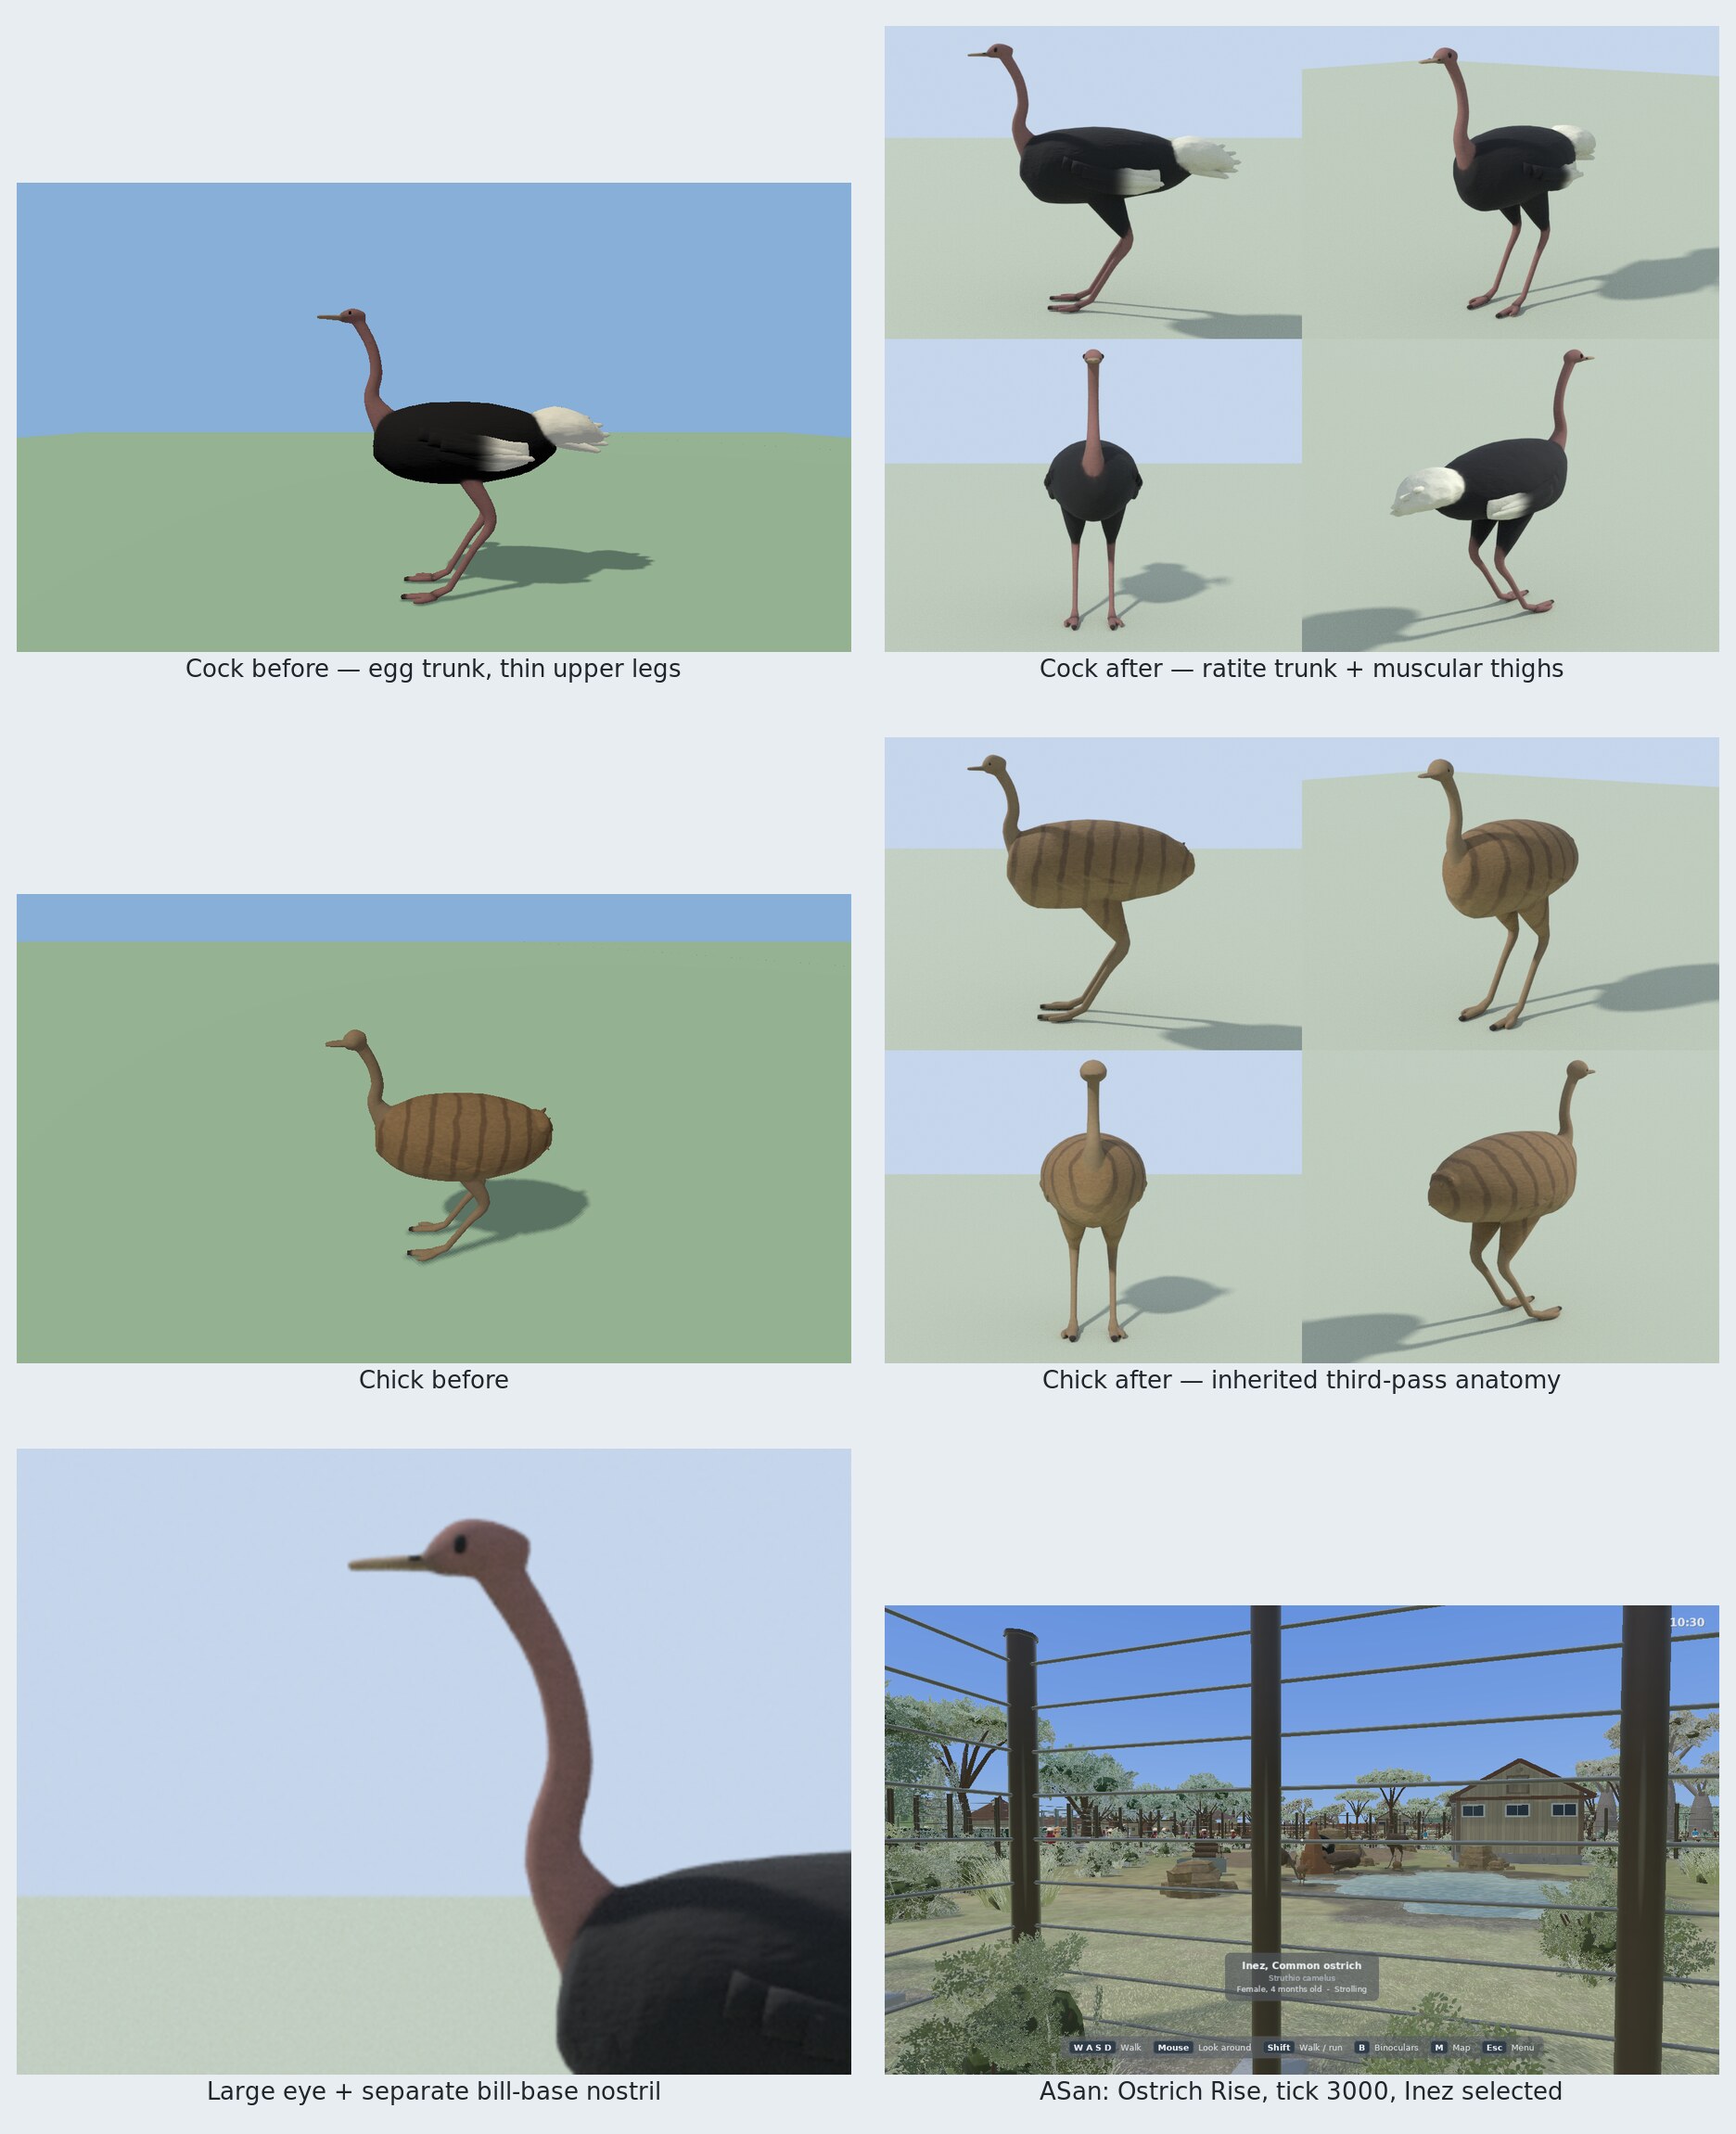 Cock before — egg trunk, thin upper legs
Cock after — ratite trunk + muscular thighs
Chick before
Chick after — inherited third-pass anatomy
Large eye + separate bill-base nostril
10:30
Inez, Common ostrich
Struthio camelus
Female, 4 months old · Strolling
W A S D Walk Mouse Look around Shift Walk / run B Binoculars M Map Esc Menu
ASan: Ostrich Rise, tick 3000, Inez selected